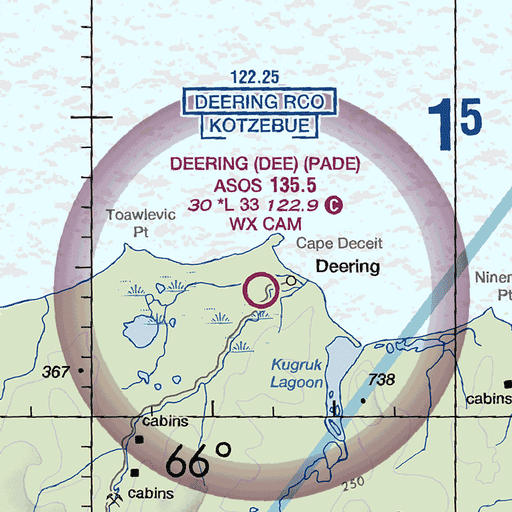 122.25
DEERING RCO
KOTZEBUE
15
DEERING (DEE) (PADE)
ASOS 135.5
30 *L 33 122.9 C
WX CAM
Toawlevic
Pt
Cape Deceit
Deering
Ninem
Pt
Kugruk
Lagoon
367
738
cabins
cabins
66°
cabins
250